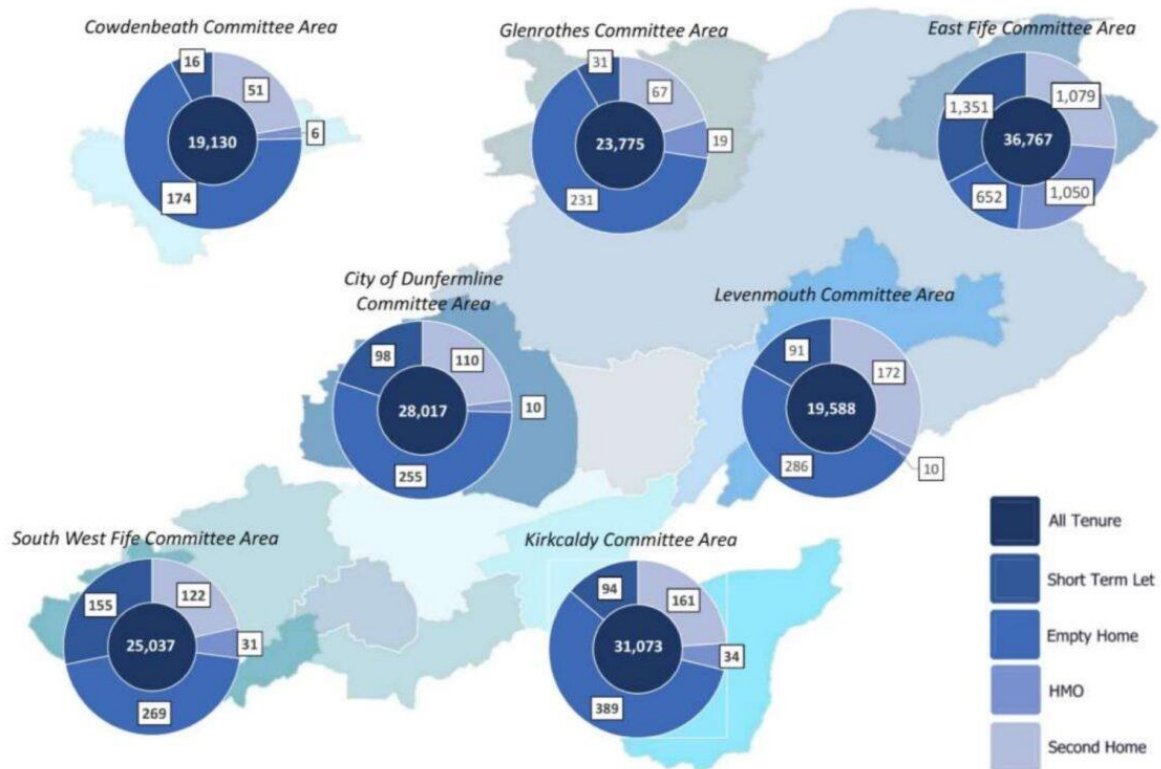 Cowdenbeath Committee Area
16
51
6
19,130
174
Glenrothes Committee Area
31
67
19
23,775
231
East Fife Committee Area
1,351
1,079
36,767
652
1,050
City of Dunfermline
Committee Area
98
110
10
28,017
255
Levenmouth Committee Area
91
172
19,588
286
10
South West Fife Committee Area
155
122
31
25,037
269
Kirkcaldy Committee Area
94
161
34
31,073
389
All Tenure
Short Term Let
Empty Home
HMO
Second Home